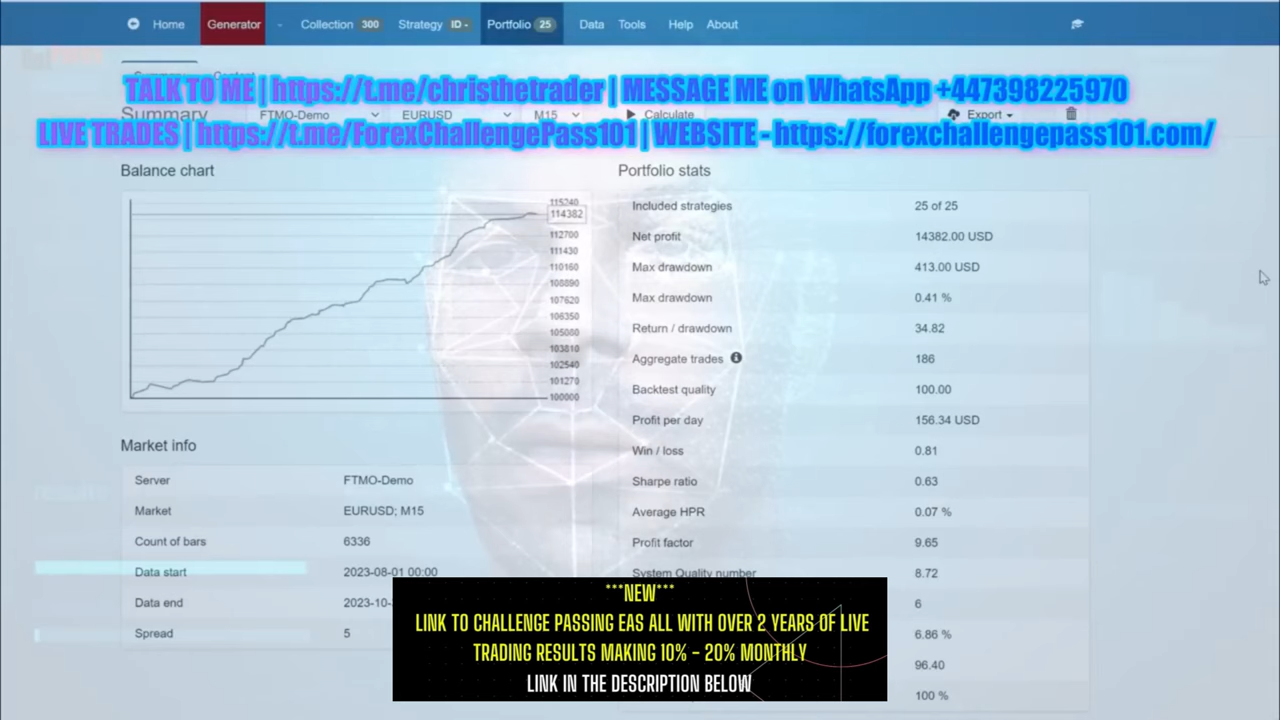 Home Generator - Collection 300 Strategy ID - Portfolio 25 Data Tools Help About
TALK TO ME | https://t.me/christhetrader | MESSAGE ME on WhatsApp +447398225970
Summary FTMO-Demo EURUSD M15 Calculate Export
LIVE TRADES | https://t.me/ForexChallengePass101 | WEBSITE - https://forexchallengepass101.com/
Balance chart
115240
114382
112700
111430
110160
108890
107620
106350
105080
103810
102540
101270
100000
Market info
Server FTMO-Demo
Market EURUSD; M15
Count of bars 6336
Data start 2023-08-01 00:00
Data end 2023-10-
Spread 5
Portfolio stats
Included strategies 25 of 25
Net profit 14382.00 USD
Max drawdown 413.00 USD
Max drawdown 0.41 %
Return / drawdown 34.82
Aggregate trades 186
Backtest quality 100.00
Profit per day 156.34 USD
Win / loss 0.81
Sharpe ratio 0.63
Average HPR 0.07 %
Profit factor 9.65
System Quality number 8.72
6
6.86 %
96.40
100 %
***NEW***
LINK TO CHALLENGE PASSING EAS ALL WITH OVER 2 YEARS OF LIVE
TRADING RESULTS MAKING 10% - 20% MONTHLY
LINK IN THE DESCRIPTION BELOW